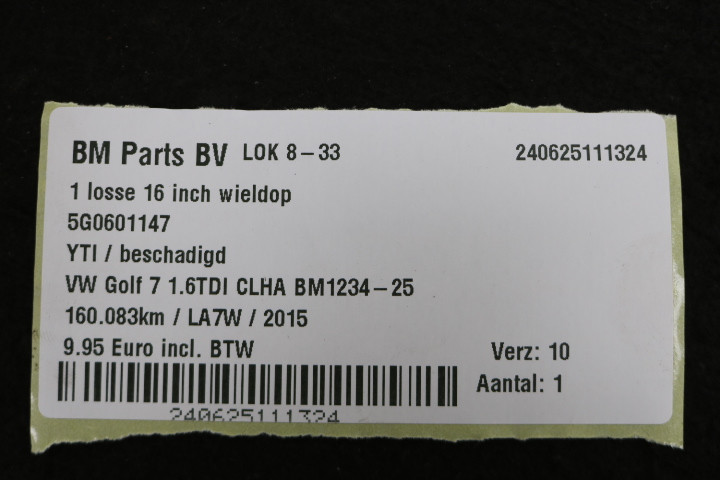 BM Parts BV LOK 8-33 240625111324
1 losse 16 inch wieldop
5G0601147
YTI / beschadigd
VW Golf 7 1.6TDI CLHA BM1234-25
160.083km / LA7W / 2015
9.95 Euro incl. BTW Verz: 10
Aantal: 1
240625111324